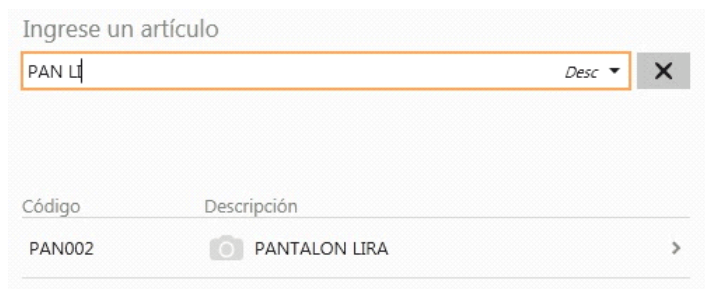 Ingrese un artículo
PAN LI Desc
Código Descripción
PAN002 PANTALON LIRA